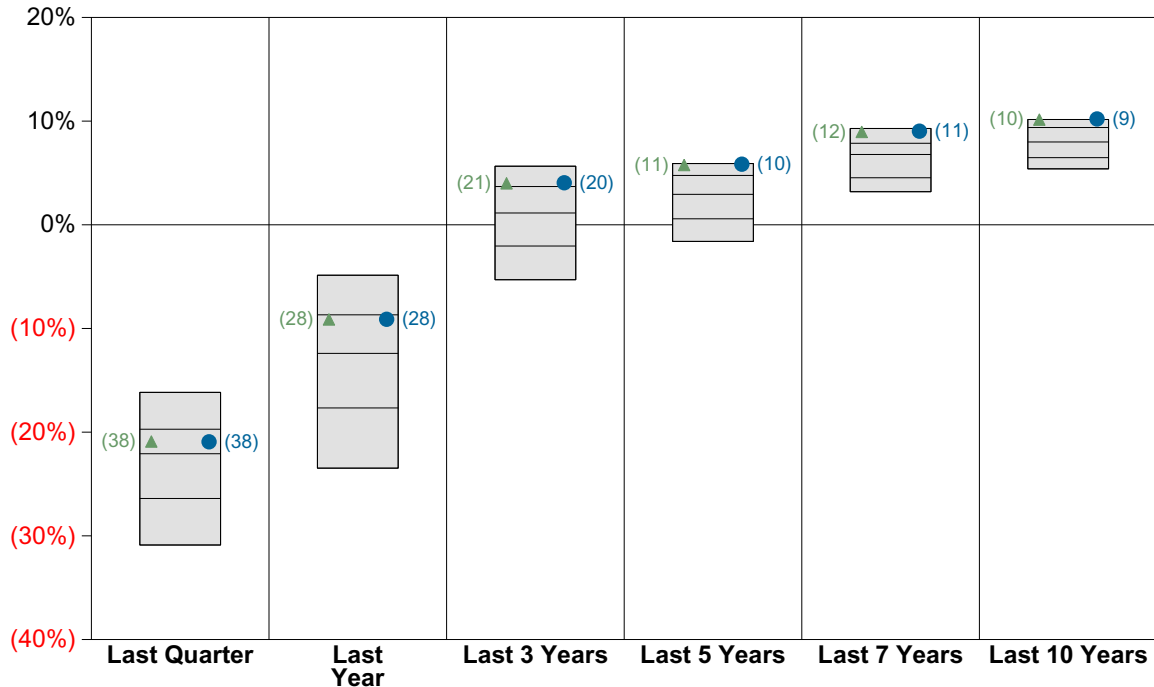 20%
10%
0%
(10%)
(20%)
(30%)
(40%)
(38) (38)
(28) (28)
(21) (20)
(11) (10)
(12) (11)
(10) (9)
Last Quarter
Last
Year
Last 3 Years
Last 5 Years
Last 7 Years
Last 10 Years